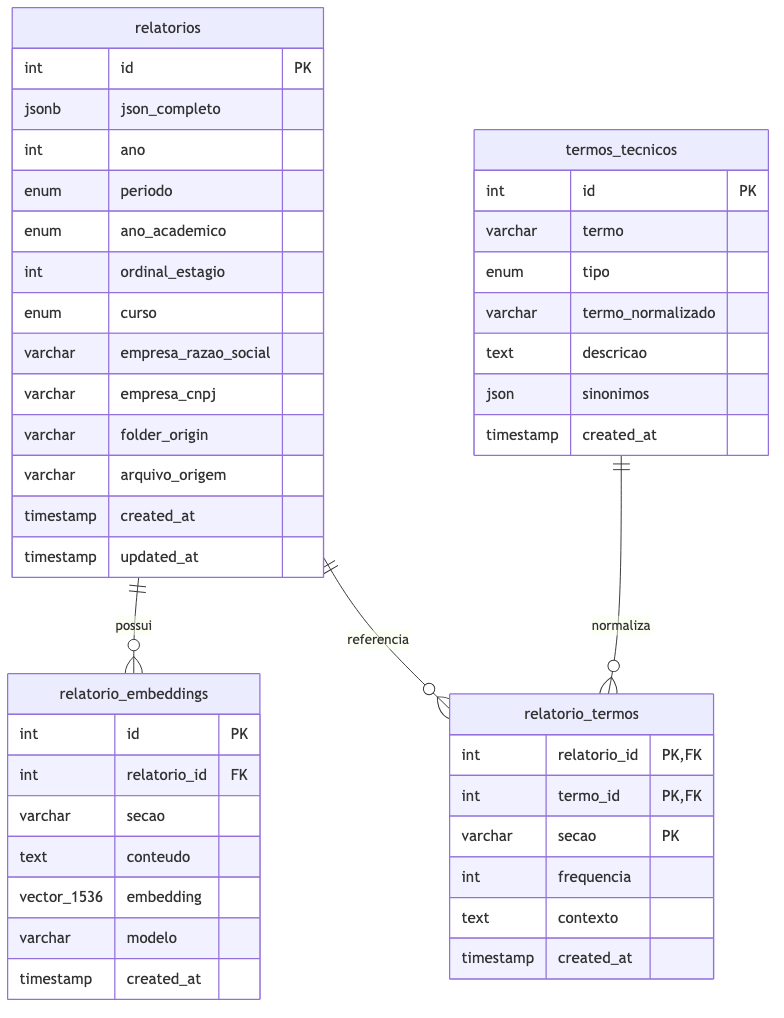 relatorios
int id PK
jsonb json_completo
int ano
enum periodo
enum ano_academico
int ordinal_estagio
enum curso
varchar empresa_razao_social
varchar empresa_cnpj
varchar folder_origin
varchar arquivo_origem
timestamp created_at
timestamp updated_at
termos_tecnicos
int id PK
varchar termo
enum tipo
varchar termo_normalizado
text descricao
json sinonimos
timestamp created_at
possui
referencia
normaliza
relatorio_embeddings
int id PK
int relatorio_id FK
varchar secao
text conteudo
vector_1536 embedding
varchar modelo
timestamp created_at
relatorio_termos
int relatorio_id PK,FK
int termo_id PK,FK
varchar secao PK
int frequencia
text contexto
timestamp created_at